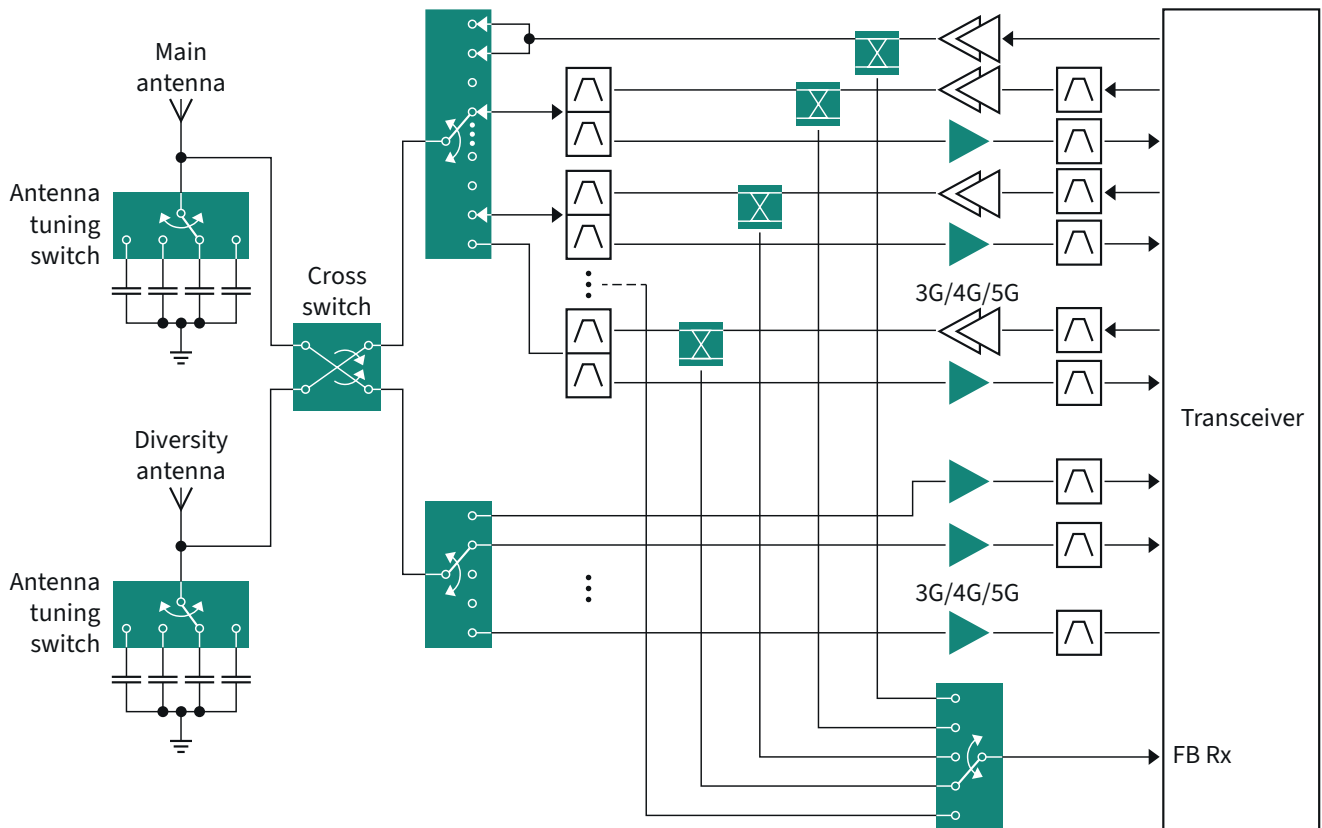 Main
antenna
Antenna
tuning
switch
Cross
switch
3G/4G/5G
Transceiver
Diversity
antenna
Antenna
tuning
switch
3G/4G/5G
FB Rx